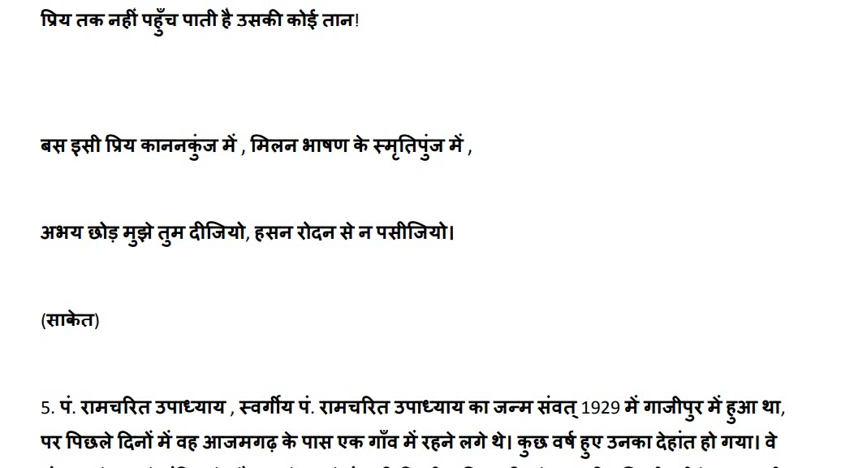 प्रिय तक नहीं पहुँच पाती है उसकी कोई तान!
बस इसी प्रिय काननकुंज में , मिलन भाषण के स्मृतिपुंज में ,
अभय छोड़ मुझे तुम दीजियो, हसन रोदन से न पसीजियो।
(साकेत)
5. पं. रामचरित उपाध्याय , स्वर्गीय पं. रामचरित उपाध्याय का जन्म संवत् 1929 में गाजीपुर में हुआ था,
पर पिछले दिनों में वह आजमगढ़ के पास एक गाँव में रहने लगे थे। कुछ वर्ष हुए उनका देहांत हो गया। वे